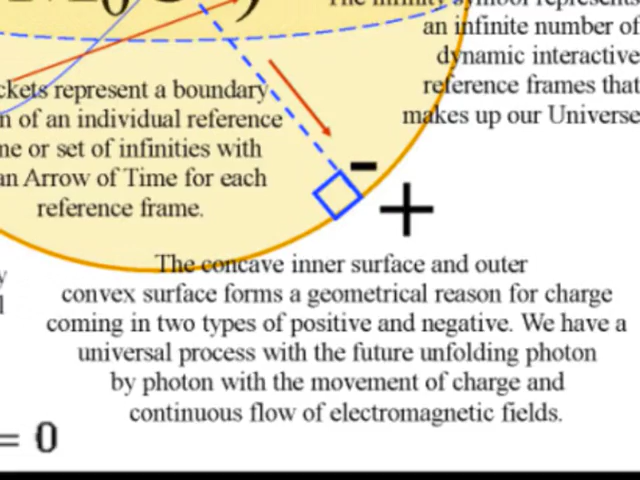 The infinity symbol represents
an infinite number of
dynamic interactive
reference frames that
makes up our Universe
ckets represent a boundary
n of an individual reference
me or set of infinities with
an Arrow of Time for each
reference frame.
-
+
The concave inner surface and outer
convex surface forms a geometrical reason for charge
coming in two types of positive and negative. We have a
universal process with the future unfolding photon
by photon with the movement of charge and
continuous flow of electromagnetic fields.
= 0